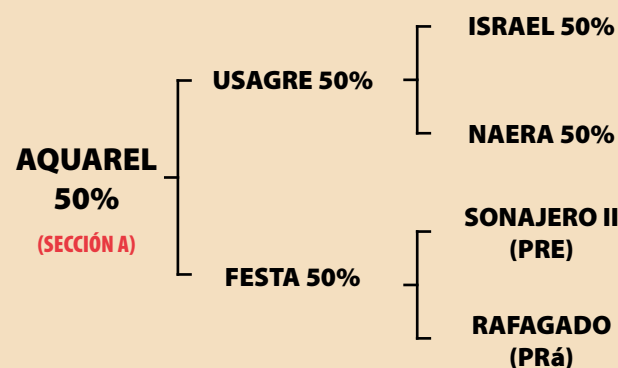 AQUAREL
50%
(SECCIÓN A)
USAGRE 50%
FESTA 50%
ISRAEL 50%
NAERA 50%
SONAJERO II
(PRE)
RAFAGADO
(PRá)